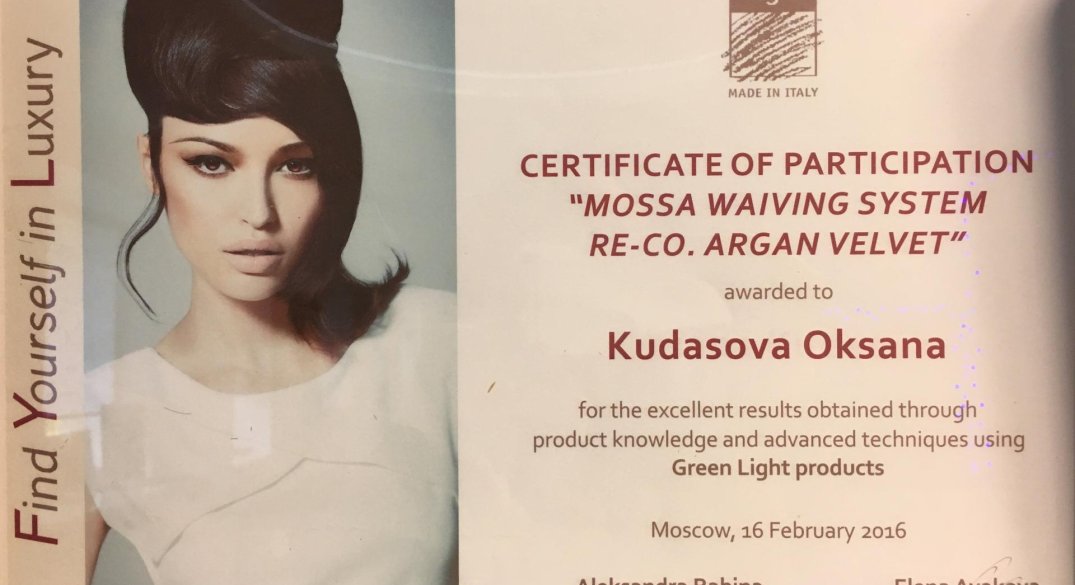 Find Yourself in Luxury
MADE IN ITALY
CERTIFICATE OF PARTICIPATION
"MOSSA WAIVING SYSTEM
RE-CO. ARGAN VELVET"
awarded to
Kudasova Oksana
for the excellent results obtained through
product knowledge and advanced techniques using
Green Light products
Moscow, 16 February 2016